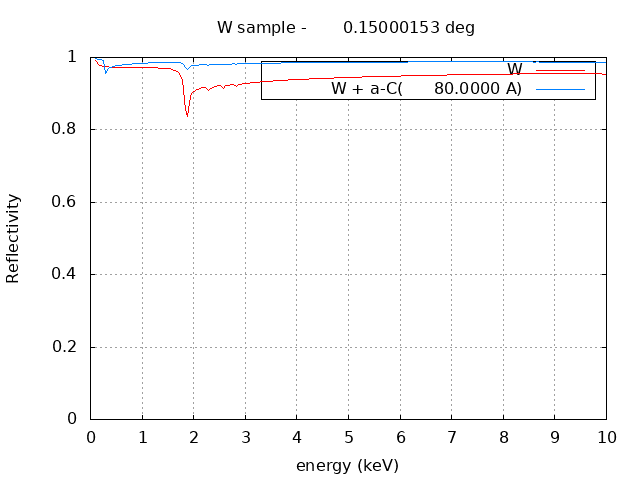 W sample -       0.15000153 deg
1
0.8
0.6
0.4
0.2
0
Reflectivity
W
W + a-C(      80.0000 A)
0 1 2 3 4 5 6 7 8 9 10
energy (keV)